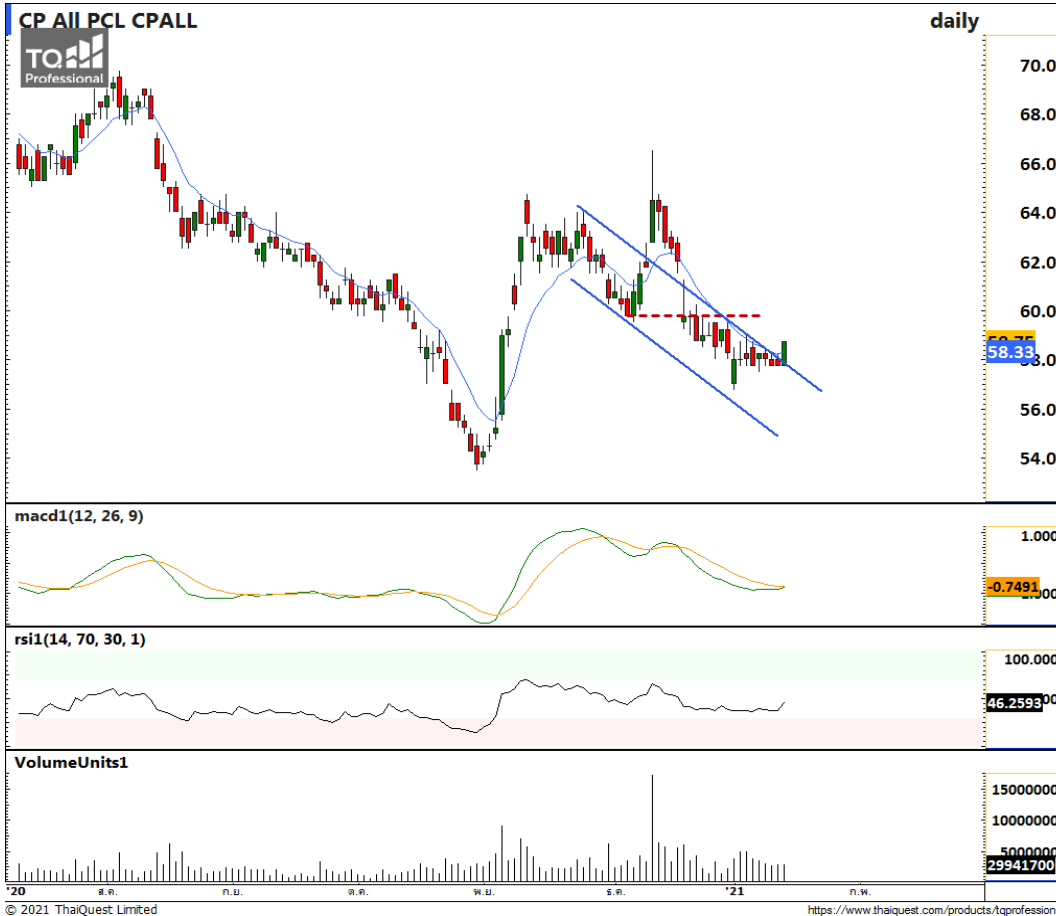 CP All PCL CPALL daily
TQ Professional
70.0
68.0
66.0
64.0
62.0
60.0
58.33
56.0
54.0
macd1(12, 26, 9)
1.000
-0.7491
rsi1(14, 70, 30, 1)
100.000
46.2593
VolumeUnits1
15000000
10000000
5000000
29941700
'20 ส.ค. ก.ย. ต.ค. พ.ย. ธ.ค. '21 ก.พ.
© 2021 ThaiQuest Limited https://www.thaiquest.com/products/tqprofession